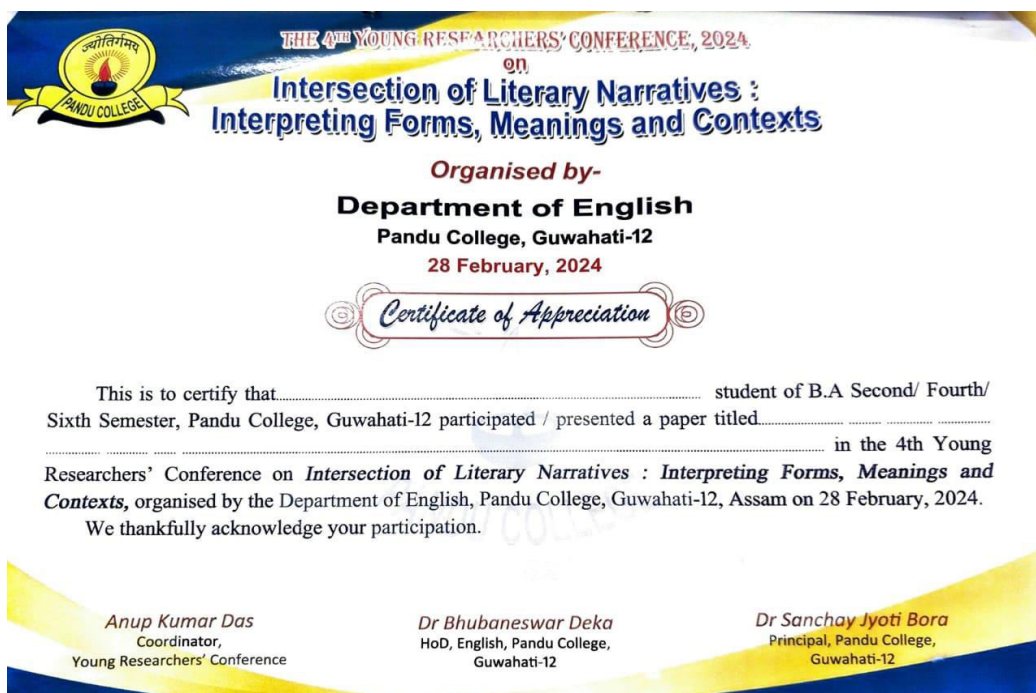 ज्योतिर्गमय
PANDU COLLEGE
THE 4TH YOUNG RESEARCHERS' CONFERENCE, 2024
on
Intersection of Literary Narratives :
Interpreting Forms, Meanings and Contexts
Organised by-
Department of English
Pandu College, Guwahati-12
28 February, 2024
Certificate of Appreciation
This is to certify that........................................ student of B.A Second/ Fourth/
Sixth Semester, Pandu College, Guwahati-12 participated / presented a paper titled........................................
........................................ in the 4th Young
Researchers' Conference on Intersection of Literary Narratives : Interpreting Forms, Meanings and
Contexts, organised by the Department of English, Pandu College, Guwahati-12, Assam on 28 February, 2024.
We thankfully acknowledge your participation.
PANDU COLLEGE
Anup Kumar Das
Coordinator,
Young Researchers' Conference
Dr Bhubaneswar Deka
HoD, English, Pandu College,
Guwahati-12
Dr Sanchay Jyoti Bora
Principal, Pandu College,
Guwahati-12